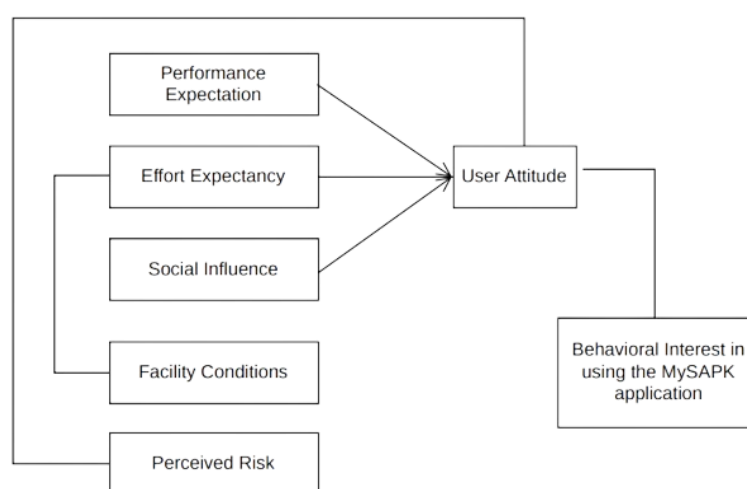 Performance
Expectation
Effort Expectancy
User Attitude
Social Influence
Facility Conditions
Behavioral Interest in
using the MySAPK
application
Perceived Risk